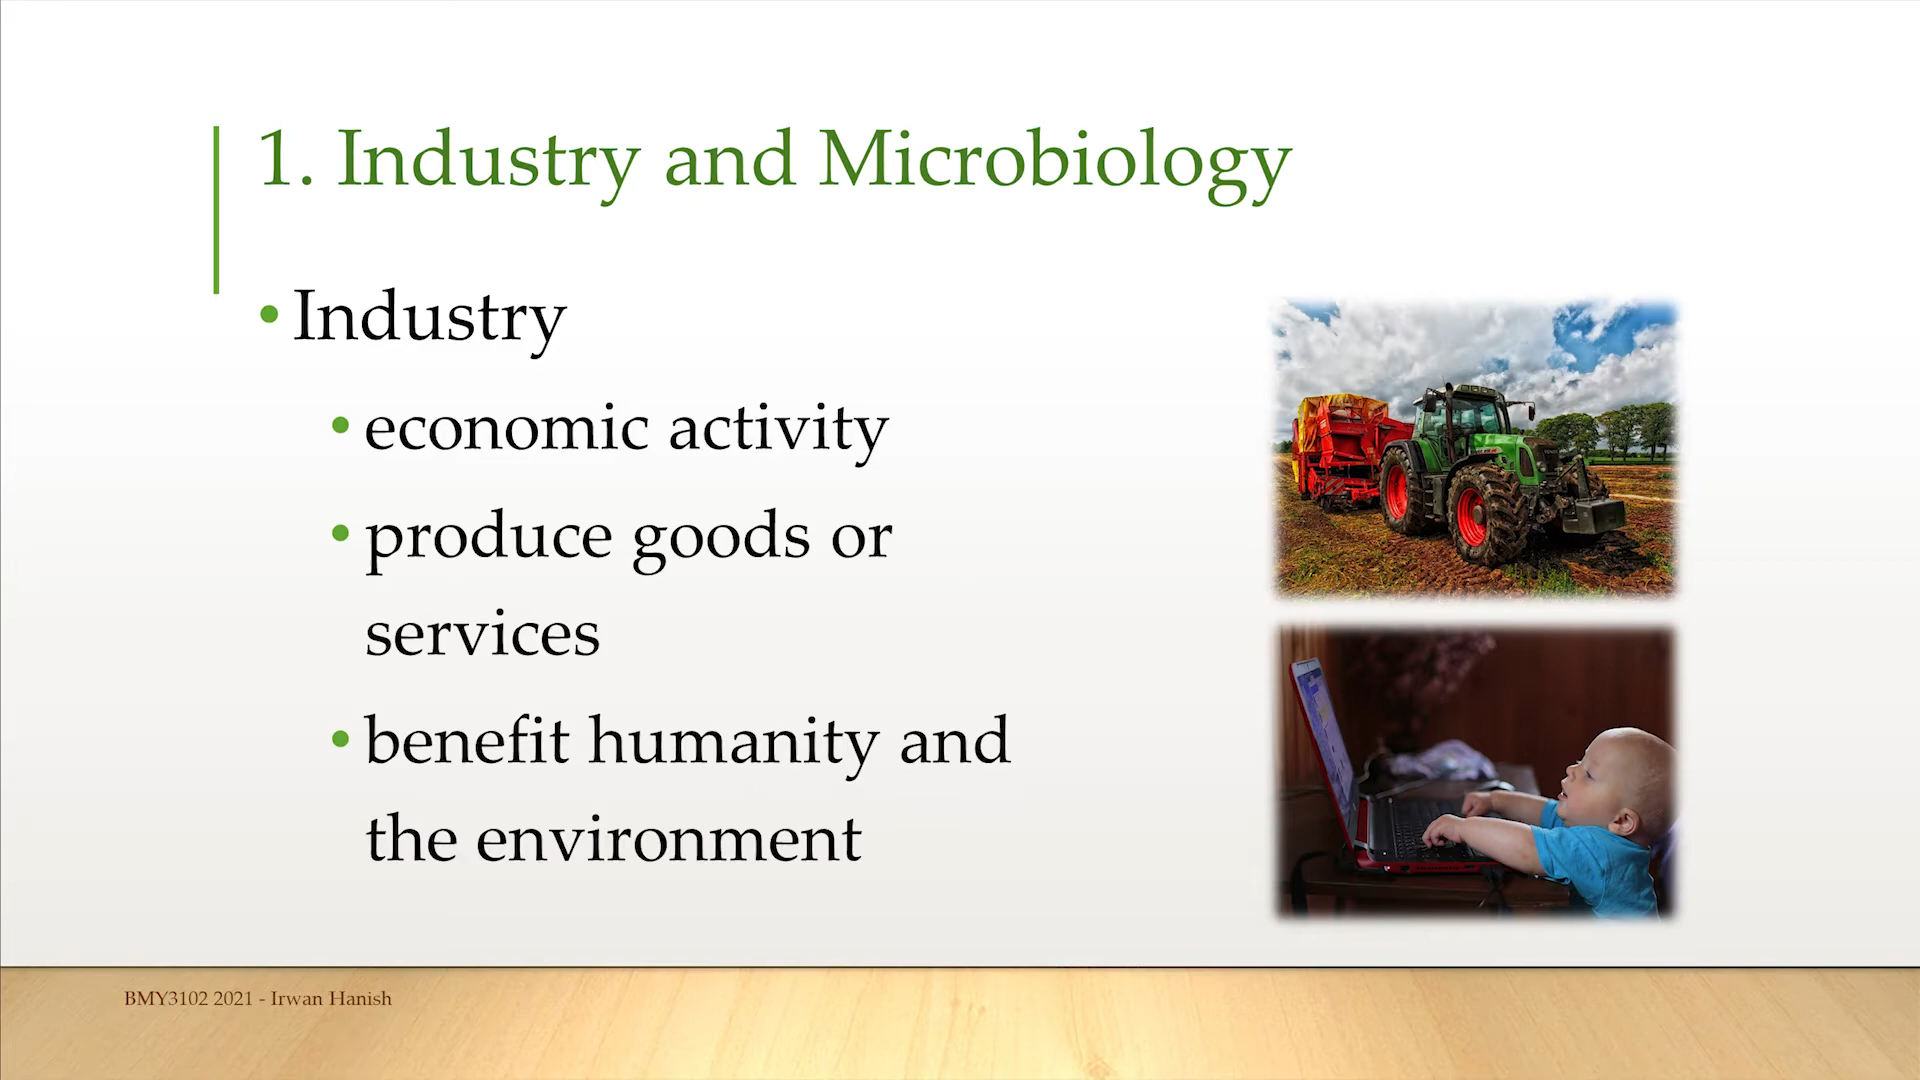 1. Industry and Microbiology
• Industry
• economic activity
• produce goods or
services
• benefit humanity and
the environment
BMY3102 2021 - Irwan Hanish